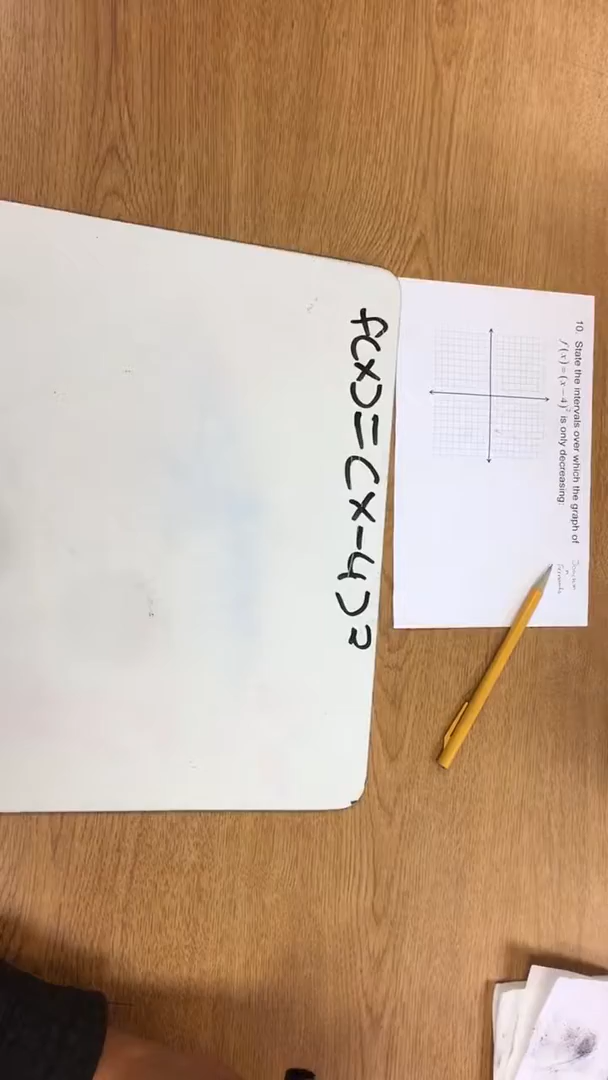 10. State the intervals over which the graph of
f(x) = (x - 4)² is only decreasing:
f(x)=(x-4)2